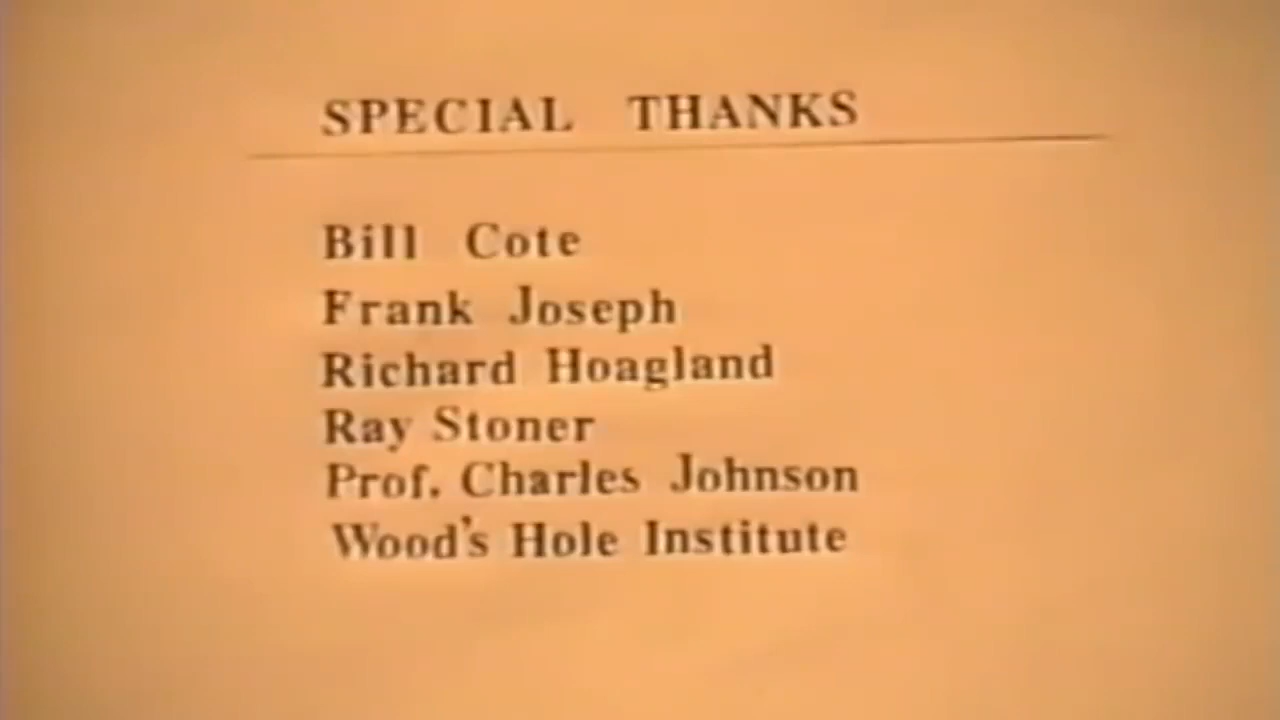 SPECIAL THANKS
Bill Cote
Frank Joseph
Richard Hoagland
Ray Stoner
Prof. Charles Johnson
Wood's Hole Institute